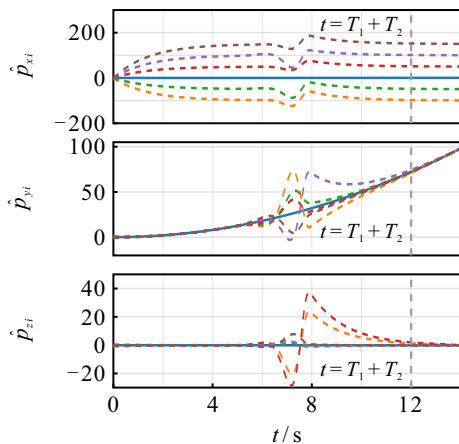 200
0
−200
p̂xi
t = T1 + T2
100
50
0
p̂yi
t = T1 + T2
40
20
0
−20
p̂zi
t = T1 + T2
0 4 8 12
t/s